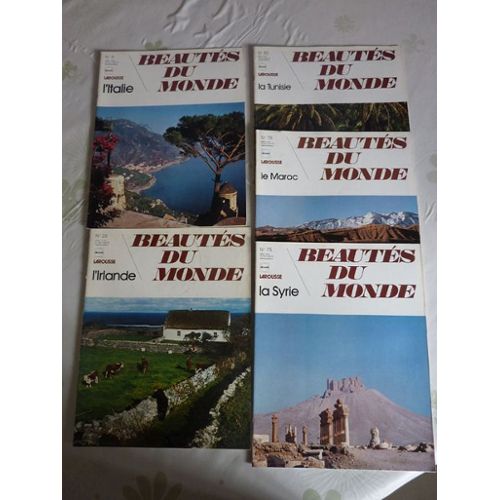 BEAUTÉS
DU
MONDE
LAROUSSE
l'Italie
BEAUTÉS
DU
MONDE
LAROUSSE
la Tunisie
BEAUTÉS
DU
MONDE
LAROUSSE
le Maroc
BEAUTÉS
DU
MONDE
LAROUSSE
l'Irlande
N° 75
BEAUTÉS
DU
MONDE
LAROUSSE
la Syrie